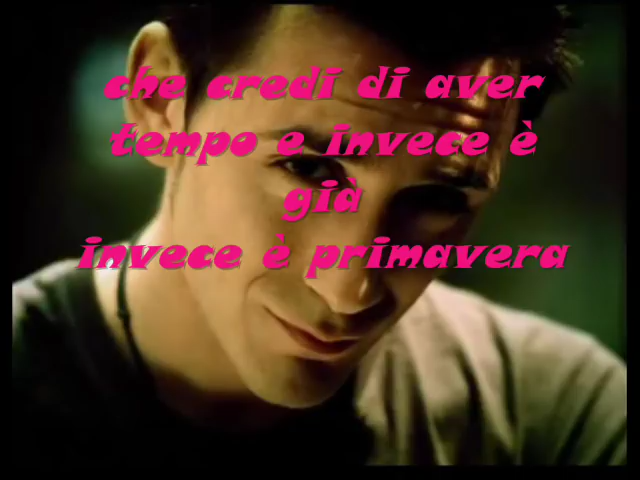 che credi di aver
tempo e invece è
già
invece è primavera